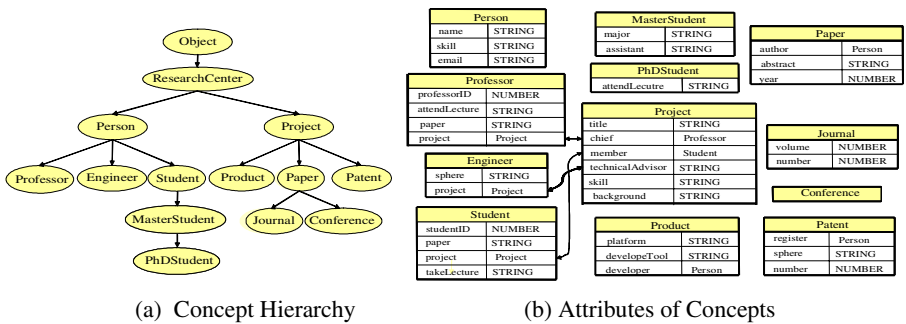 Object
ResearchCenter
Person Project
Professor Engineer Student Product Paper Patent
MasterStudent Journal Conference
PhDStudent
(a) Concept Hierarchy
Person
name STRING
skill STRING
email STRING
MasterStudent
major STRING
assistant STRING
Paper
author Person
abstract STRING
year NUMBER
PhDStudent
attendLecutre STRING
Professor
professorID NUMBER
attendLecture STRING
paper STRING
project Project
Project
title STRING
chief Professor
member Student
technicalAdvisor STRING
skill STRING
background STRING
Journal
volume NUMBER
number NUMBER
Engineer
sphere STRING
project Project
Conference
Student
studentID NUMBER
paper STRING
project Project
takeLecture STRING
Product
platform STRING
developeTool STRING
developer Person
Patent
register Person
sphere STRING
number NUMBER
(b) Attributes of Concepts